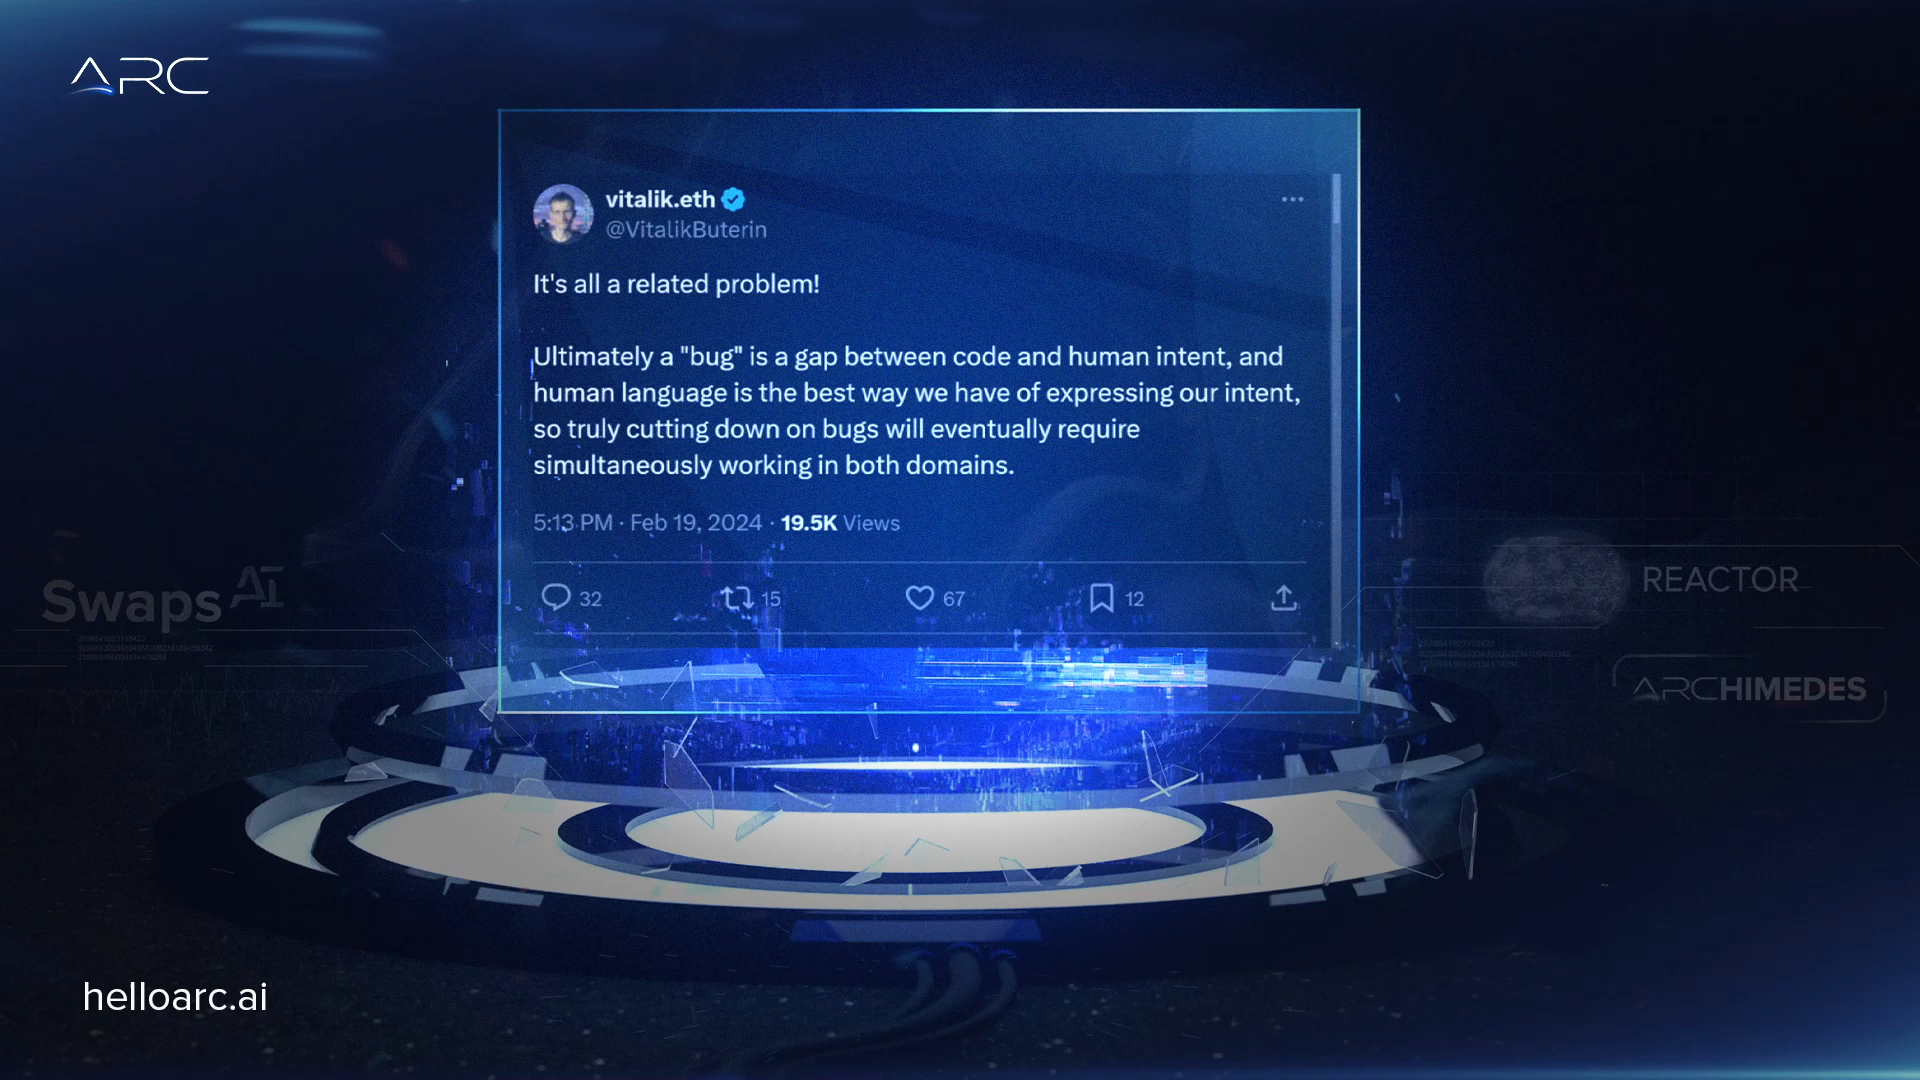 ARC
vitalik.eth
@VitalikButerin
It's all a related problem!
Ultimately a "bug" is a gap between code and human intent, and
human language is the best way we have of expressing our intent,
so truly cutting down on bugs will eventually require
simultaneously working in both domains.
5:13 PM · Feb 19, 2024 · 19.5K Views
32 15 67 12
Swaps AI
REACTOR
ARCHIMEDES
helloarc.ai